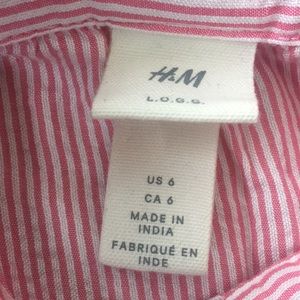 H&M
L.O.G.G.
US 6
CA 6
MADE IN
INDIA
FABRIQUÉ EN
INDE